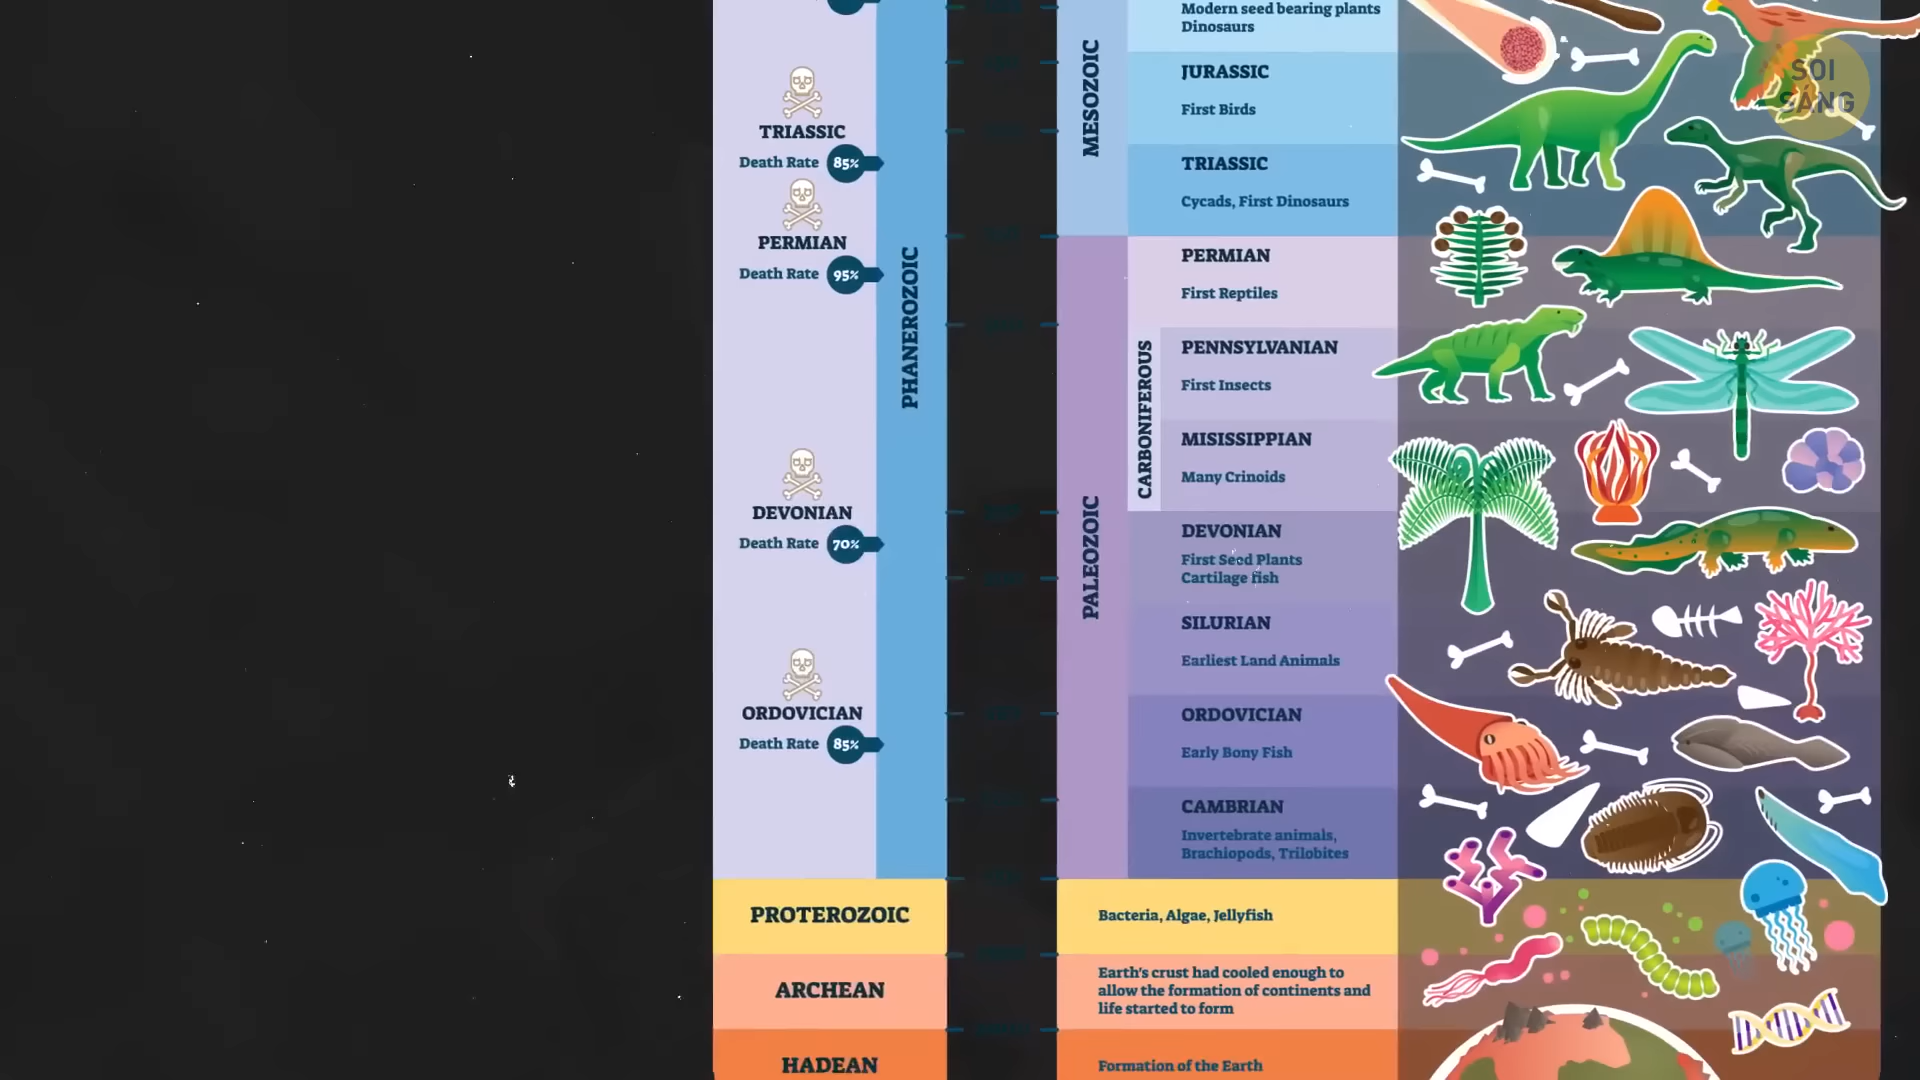 Modern seed bearing plants
Dinosaurs
SOI
SÁNG
JURASSIC
First Birds
MESOZOIC
TRIASSIC
Death Rate 85%
TRIASSIC
Cycads, First Dinosaurs
PERMIAN
Death Rate 95%
PHANEROZOIC
PERMIAN
First Reptiles
PENNSYLVANIAN
First Insects
CARBONIFEROUS
MISISSIPPIAN
Many Crinoids
DEVONIAN
Death Rate 70%
PALEOZOIC
DEVONIAN
First Seed Plants
Cartilage fish
SILURIAN
Earliest Land Animals
ORDOVICIAN
Death Rate 85%
ORDOVICIAN
Early Bony Fish
CAMBRIAN
Invertebrate animals,
Brachiopods, Trilobites
PROTEROZOIC
Bacteria, Algae, Jellyfish
ARCHEAN
Earth's crust had cooled enough to
allow the formation of continents and
life started to form
HADEAN
Formation of the Earth